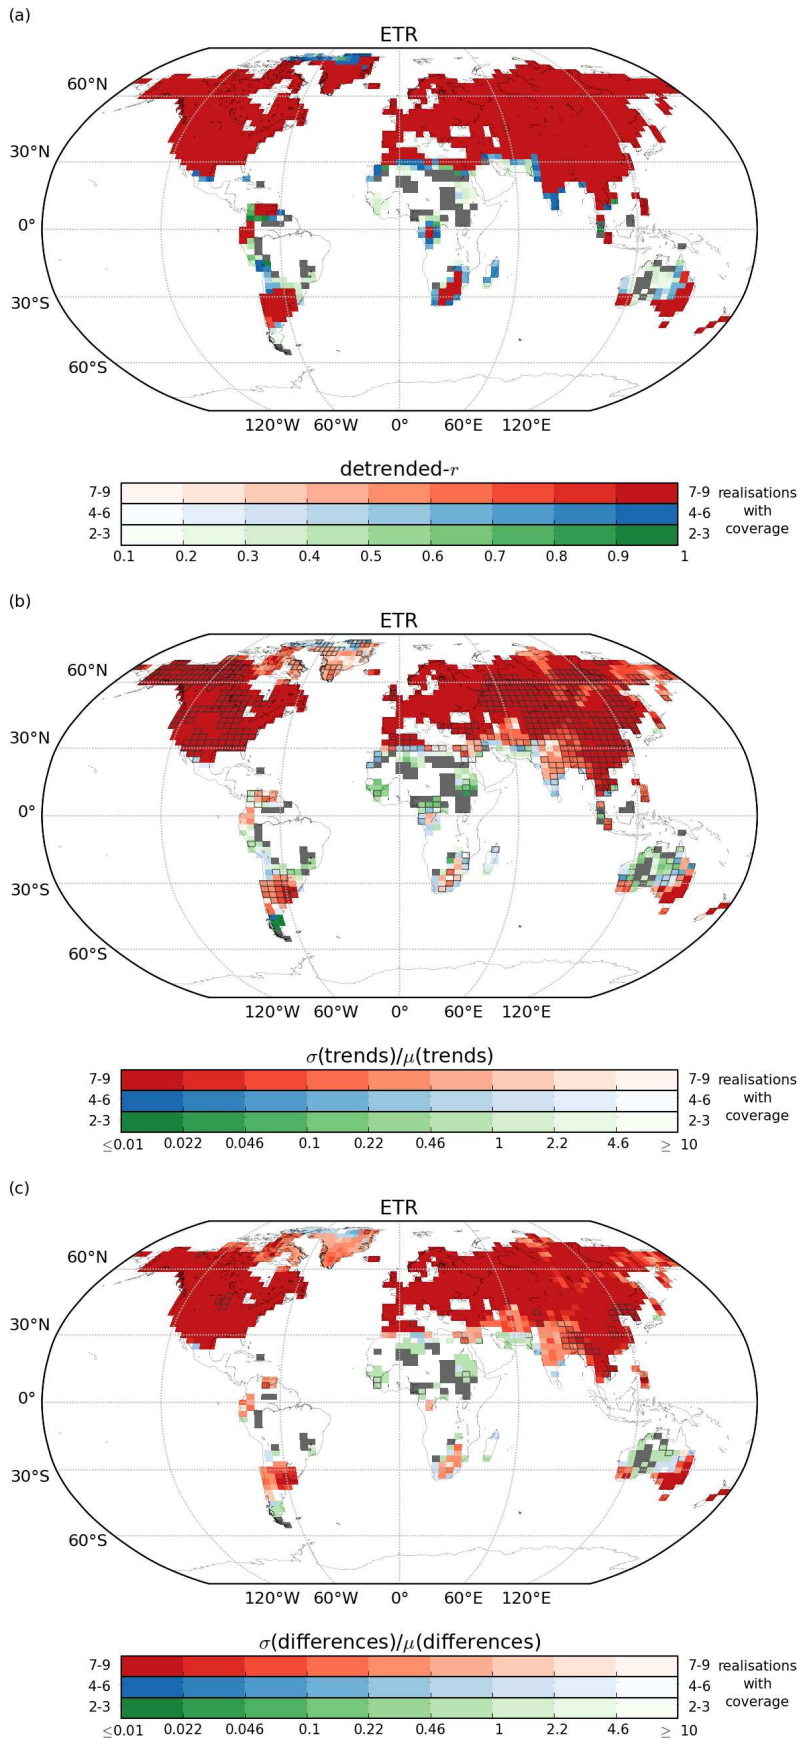 (a)
ETR
60°N
30°N
0°
30°S
60°S
120°W 60°W 0° 60°E 120°E
detrended-r
7-9 7-9 realisations
4-6 4-6 with
2-3 2-3 coverage
0.1 0.2 0.3 0.4 0.5 0.6 0.7 0.8 0.9 1
(b)
ETR
60°N
30°N
0°
30°S
60°S
120°W 60°W 0° 60°E 120°E
σ(trends)/μ(trends)
7-9 7-9 realisations
4-6 4-6 with
2-3 2-3 coverage
≤0.01 0.022 0.046 0.1 0.22 0.46 1 2.2 4.6 ≥ 10
(c)
ETR
60°N
30°N
0°
30°S
60°S
120°W 60°W 0° 60°E 120°E
σ(differences)/μ(differences)
7-9 7-9 realisations
4-6 4-6 with
2-3 2-3 coverage
≤0.01 0.022 0.046 0.1 0.22 0.46 1 2.2 4.6 ≥ 10